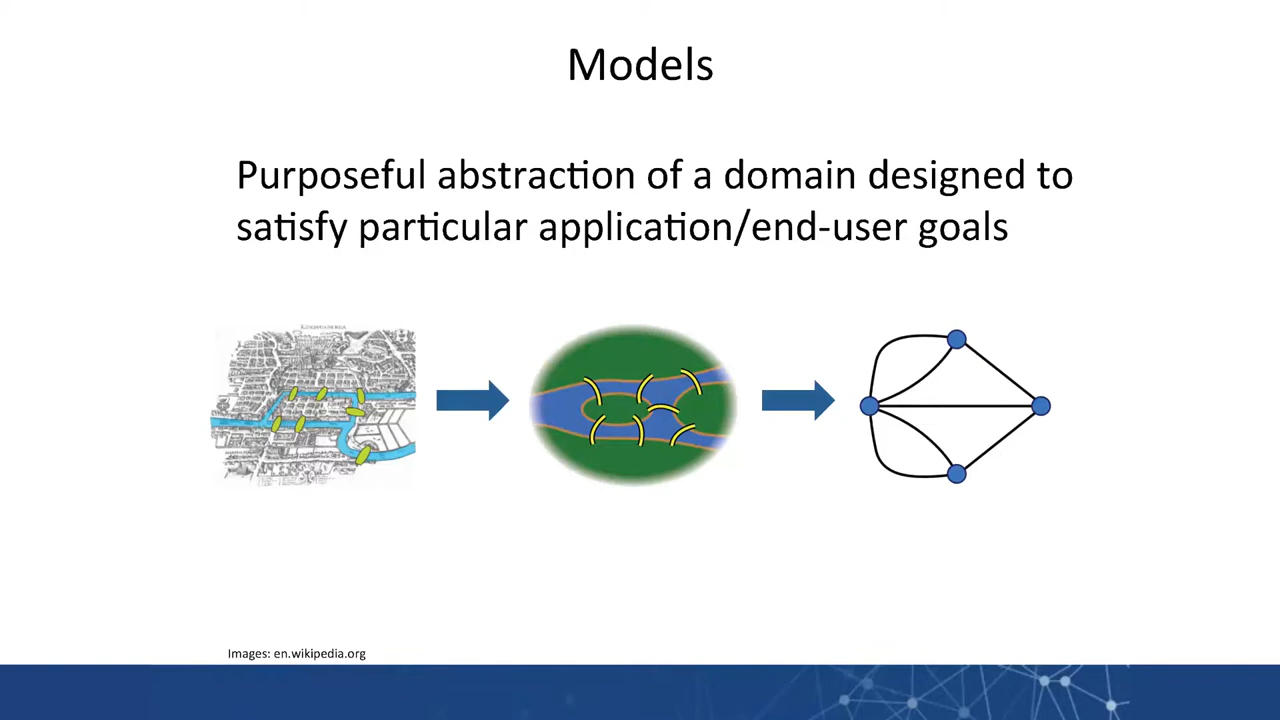 Models
Purposeful abstraction of a domain designed to
satisfy particular application/end-user goals
Images: en.wikipedia.org